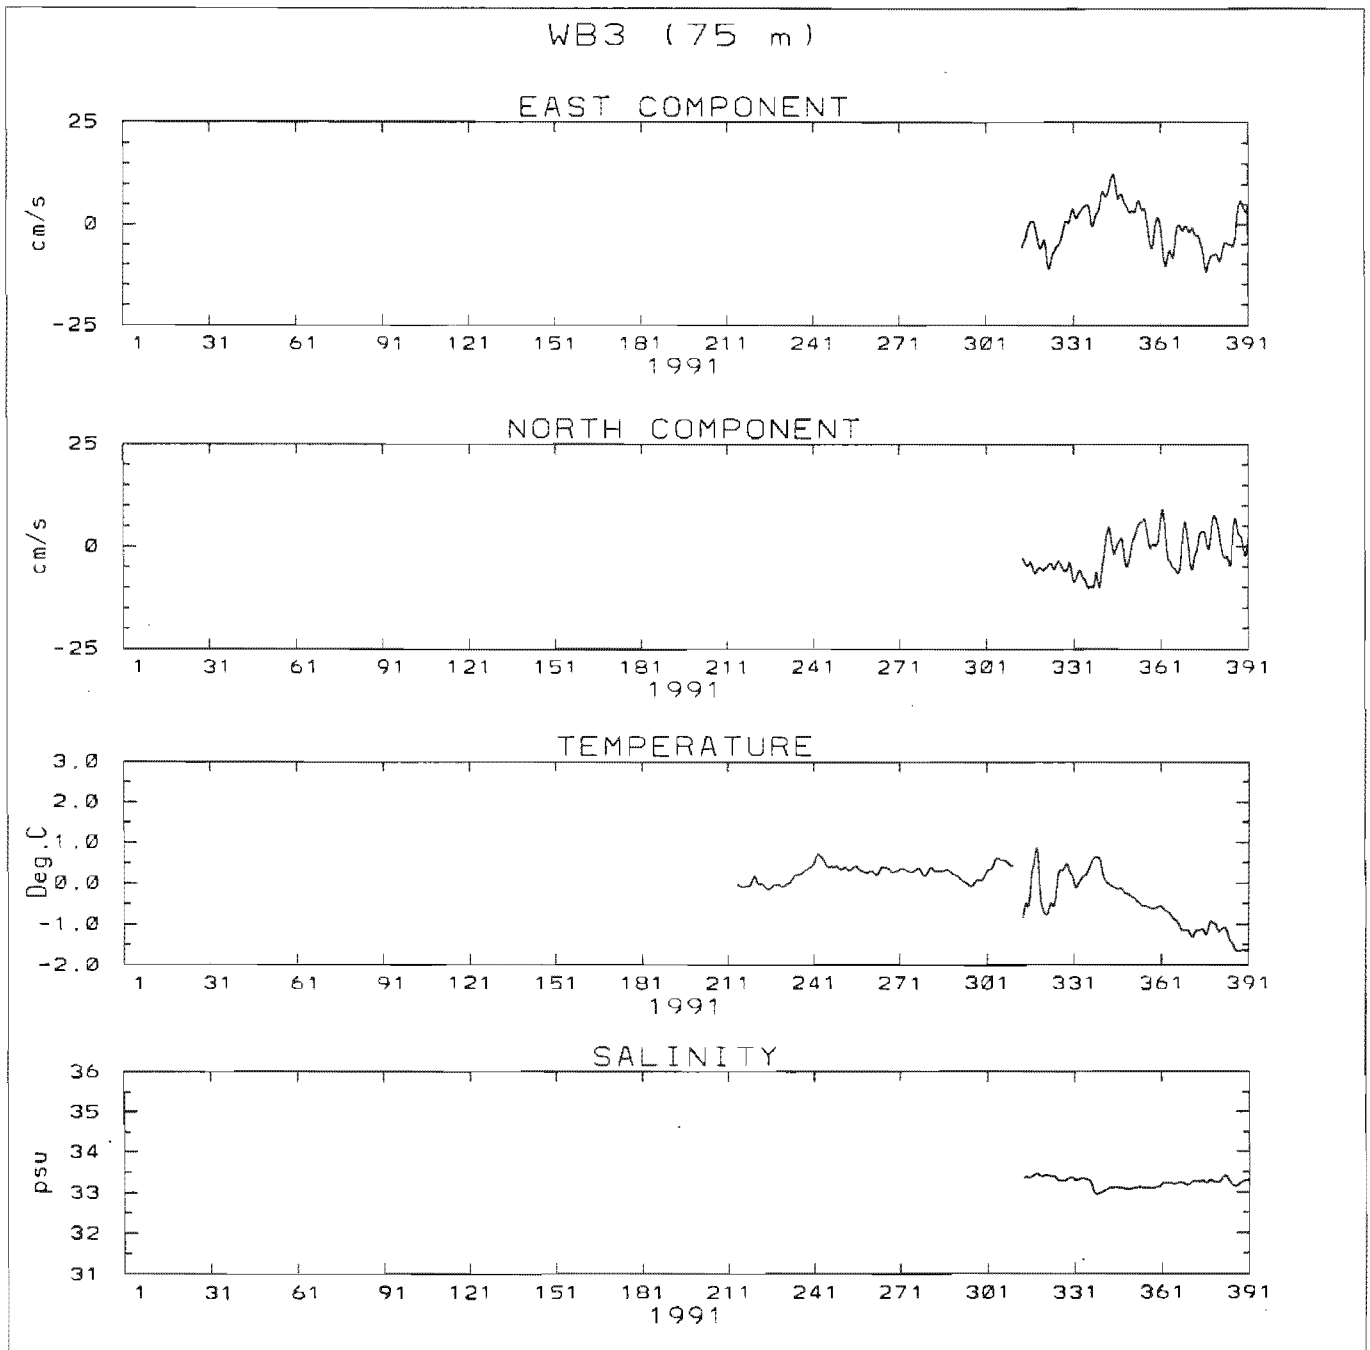 WB3 (75 m)
EAST COMPONENT
25
0
-25
cm/s
1 31 61 91 121 151 181 211 241 271 301 331 361 391
1991
NORTH COMPONENT
25
0
-25
cm/s
1 31 61 91 121 151 181 211 241 271 301 331 361 391
1991
TEMPERATURE
3.0
2.0
1.0
0.0
-1.0
-2.0
Deg.C
1 31 61 91 121 151 181 211 241 271 301 331 361 391
1991
SALINITY
36
35
34
33
32
31
psu
1 31 61 91 121 151 181 211 241 271 301 331 361 391
1991